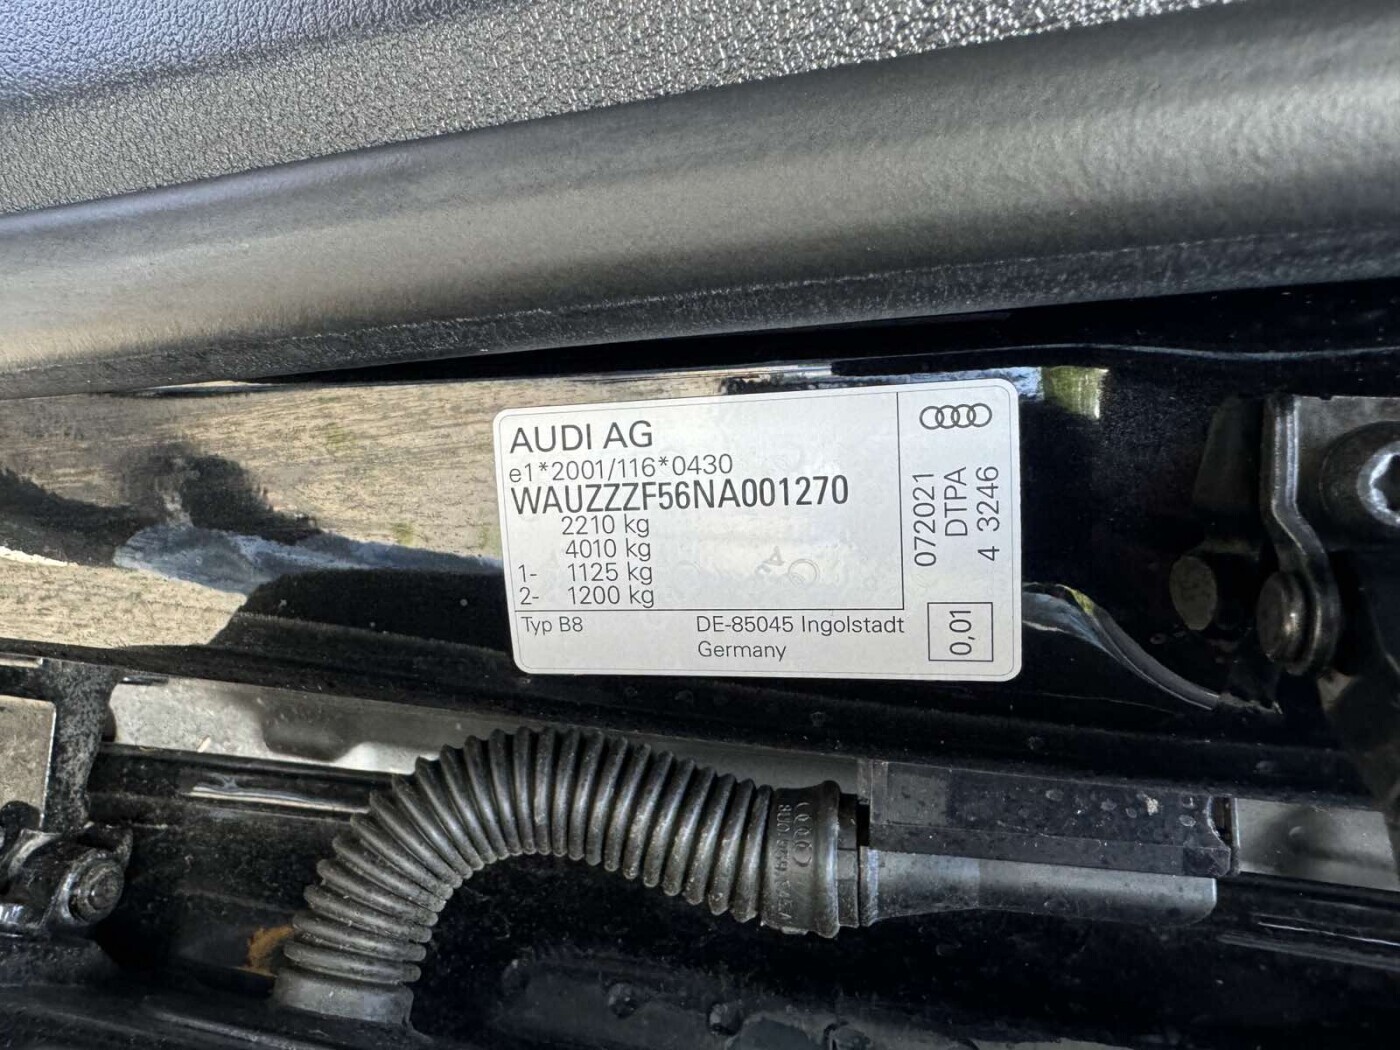 AUDI AG
e1*2001/116*0430
WAUZZZF56NA001270
2210 kg
4010 kg
1- 1125 kg
2- 1200 kg
Typ B8
DE-85045 Ingolstadt
Germany
072021
DTPA
4 3246
0,01